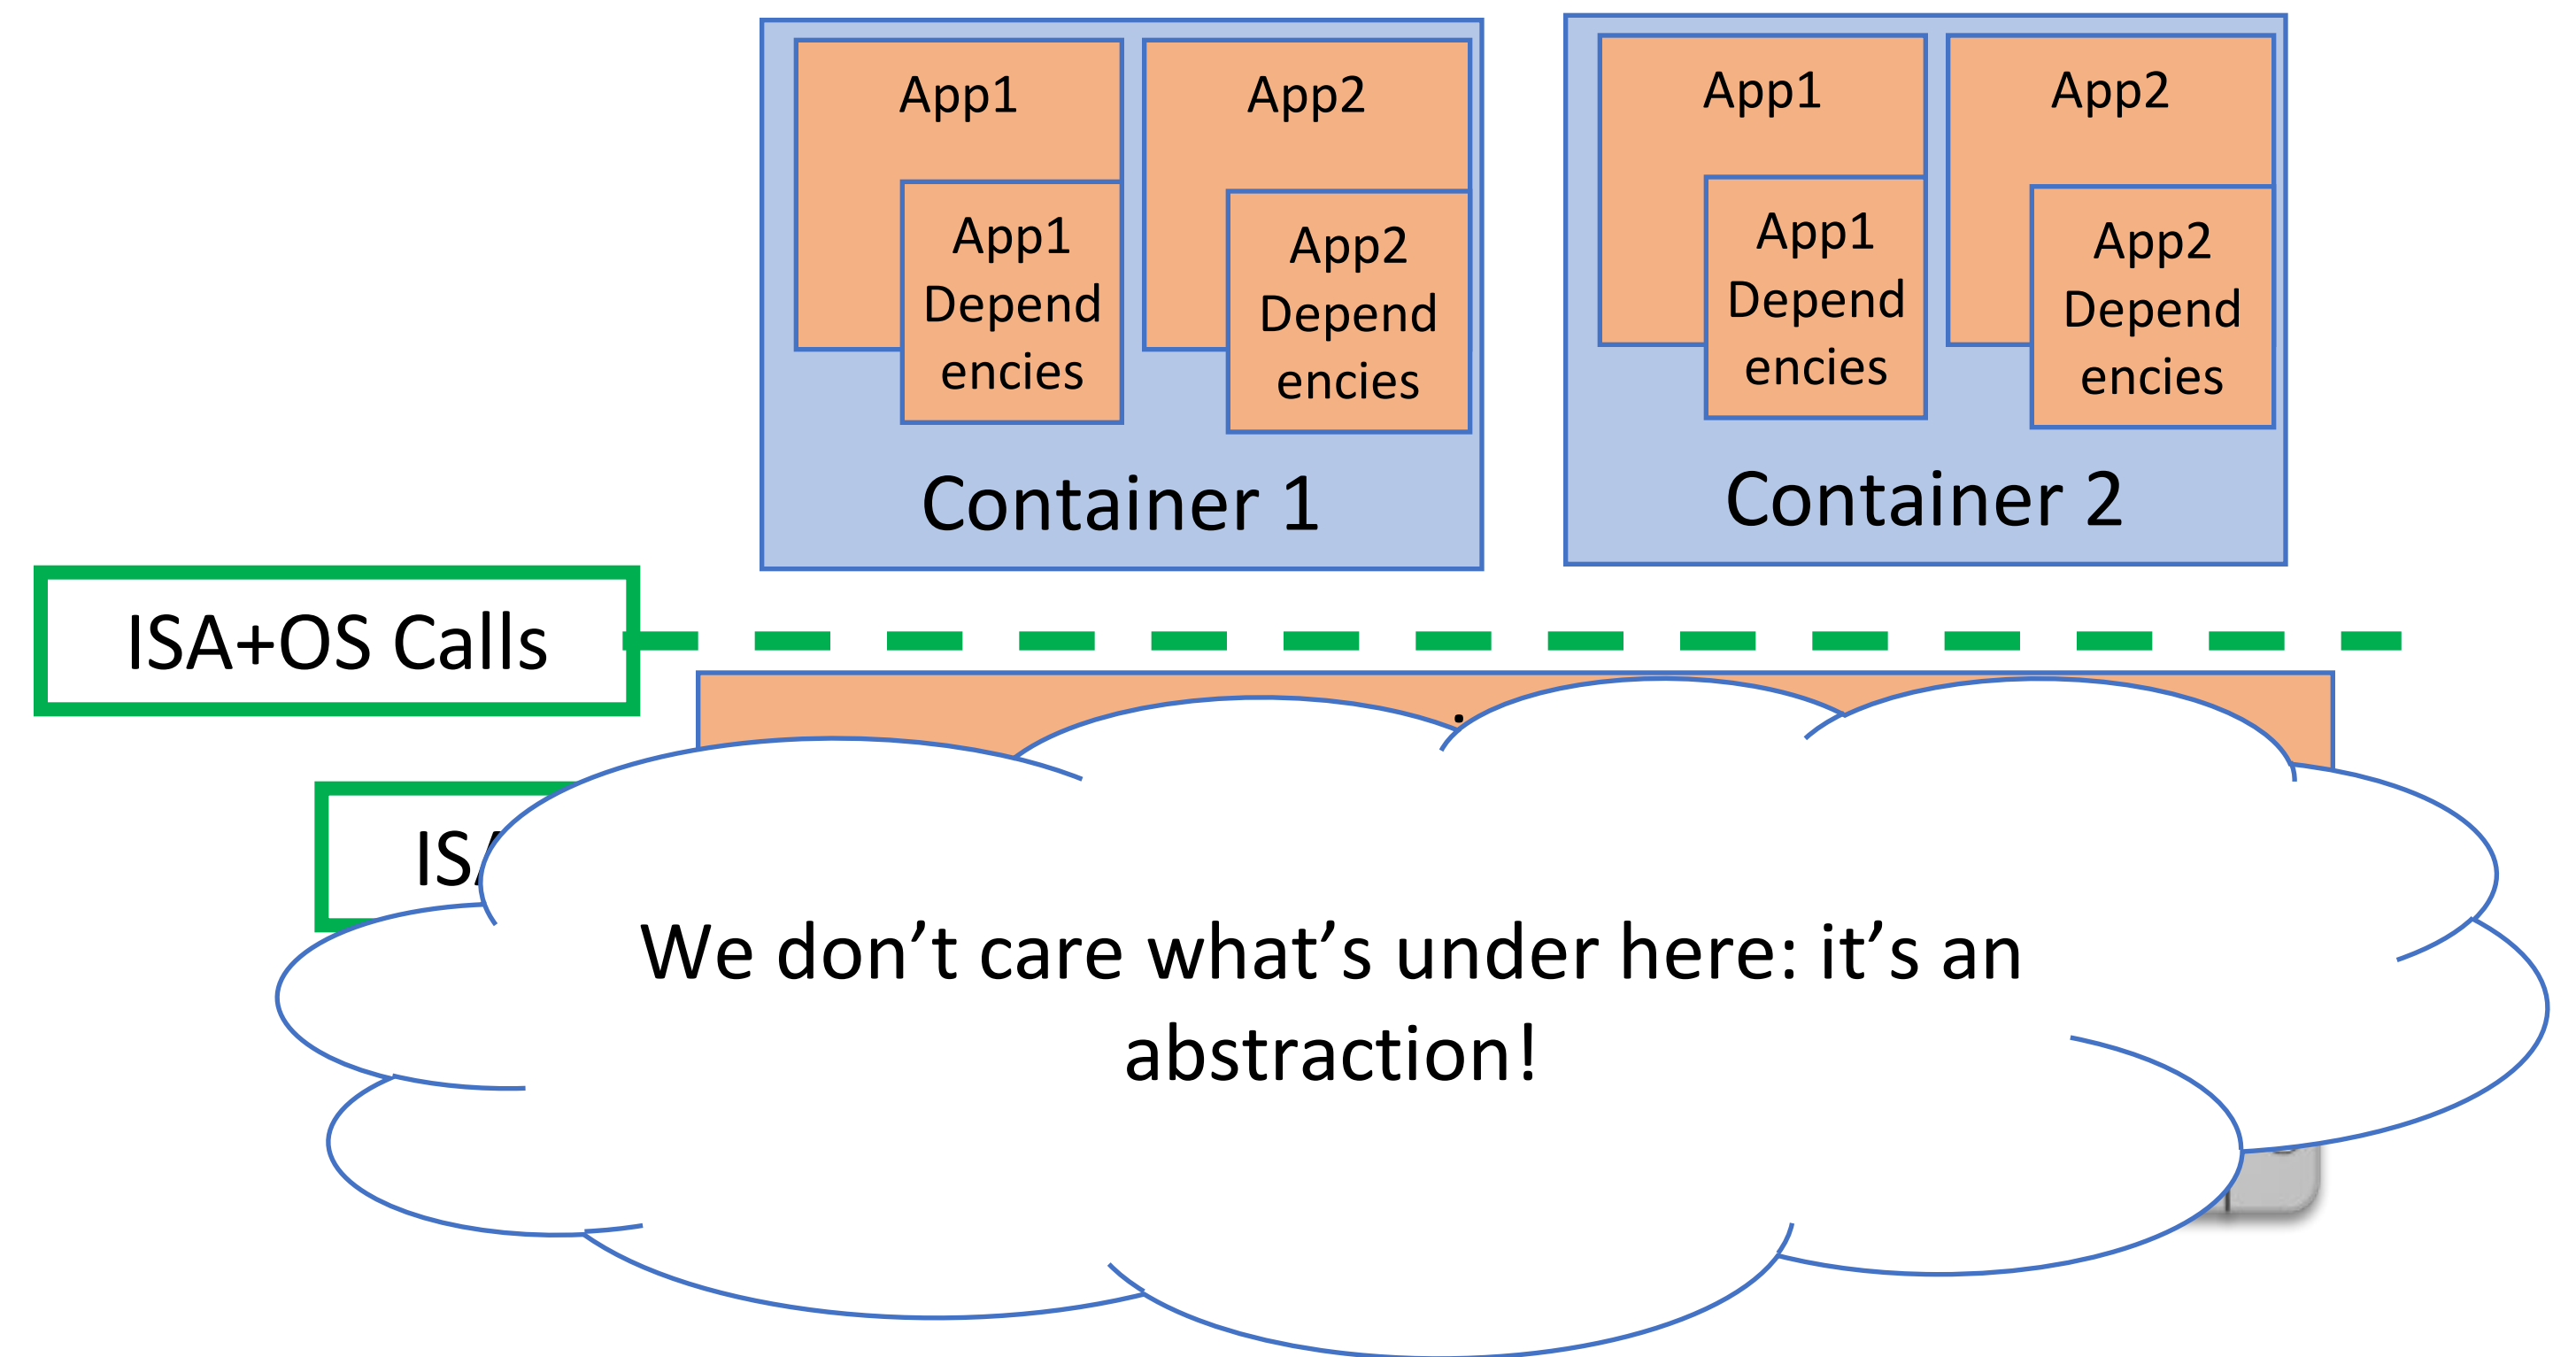 App1
App2
App1
Depend
encies
App2
Depend
encies
Container 1
App1
App2
App1
Depend
encies
App2
Depend
encies
Container 2
ISA+OS Calls
We don’t care what’s under here: it’s an
abstraction!